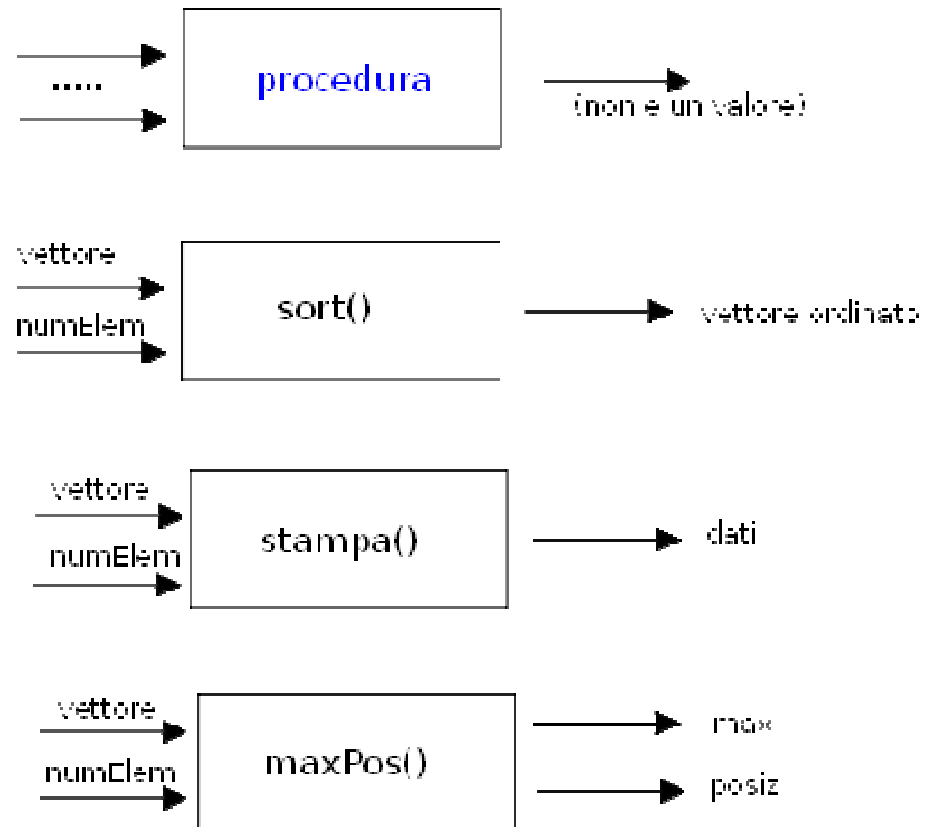 .....
procedura
(non e un valore)
vettore
numElem
sort()
vettore ordinato
vettore
numElem
stampa()
dati
vettore
numElem
maxPos()
max
posiz